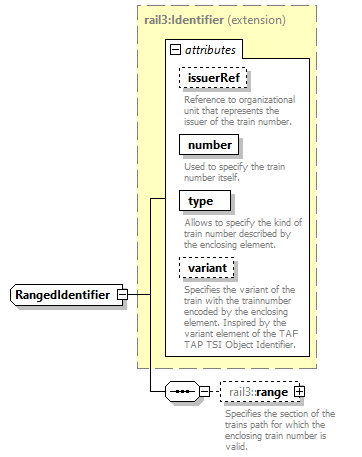 rail3:Identifier (extension)
attributes
issuerRef
Reference to organizational
unit that represents the
issuer of the train number.
number
Used to specify the train
number itself.
type
Allows to specify the kind of
train number described by
the enclosing element.
variant
Specifies the variant of the
train with the trainnumber
encoded by the enclosing
element. Inspired by the
variant element of the TAF
TAP TSI Object Identifier.
RangedIdentifier
rail3::range
Specifies the section of the
trains path for which the
enclosing train number is
valid.